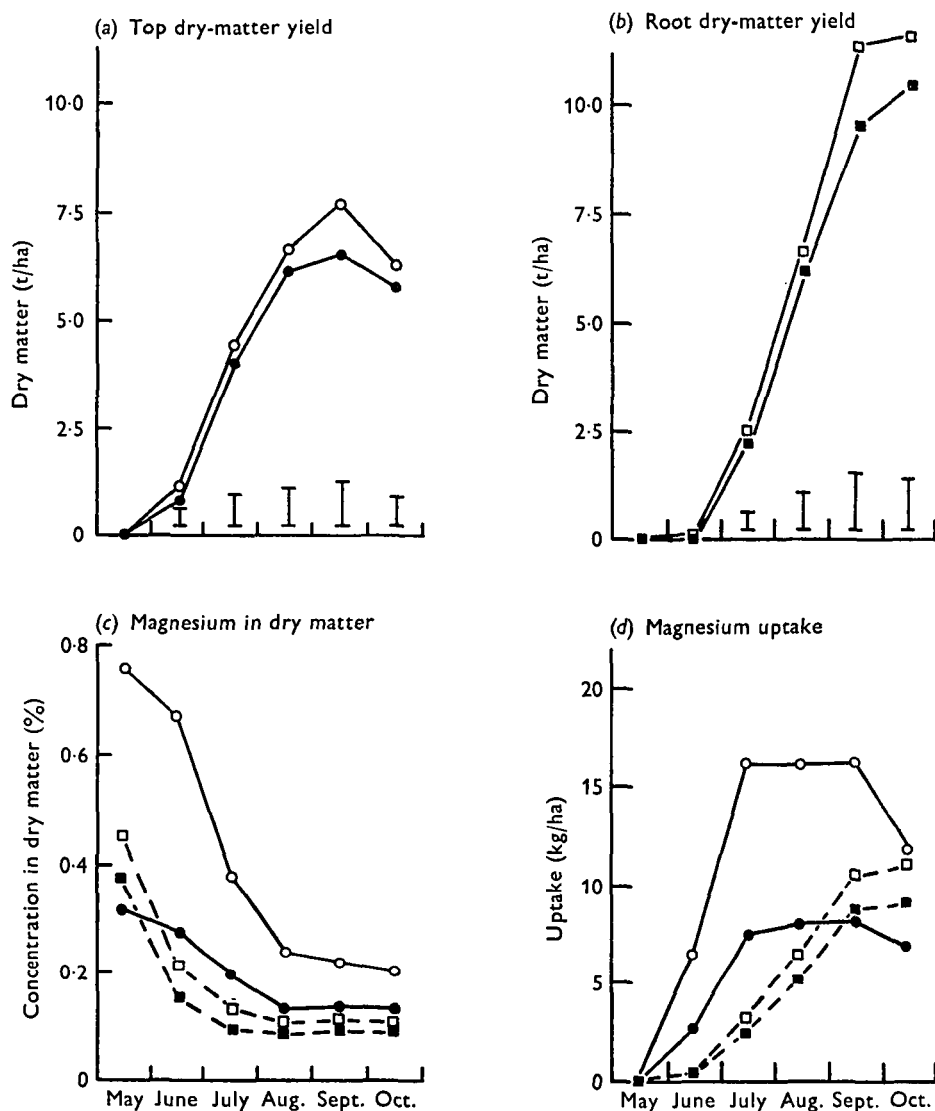 (a) Top dry-matter yield
Dry matter (t/ha)
10·0
7·5
5·0
2·5
0
(b) Root dry-matter yield
Dry matter (t/ha)
10·0
7·5
5·0
2·5
0
(c) Magnesium in dry matter
Concentration in dry matter (%)
0·8
0·6
0·4
0·2
0
May June July Aug. Sept. Oct.
(d) Magnesium uptake
Uptake (kg/ha)
20
15
10
5
0
May June July Aug. Sept. Oct.